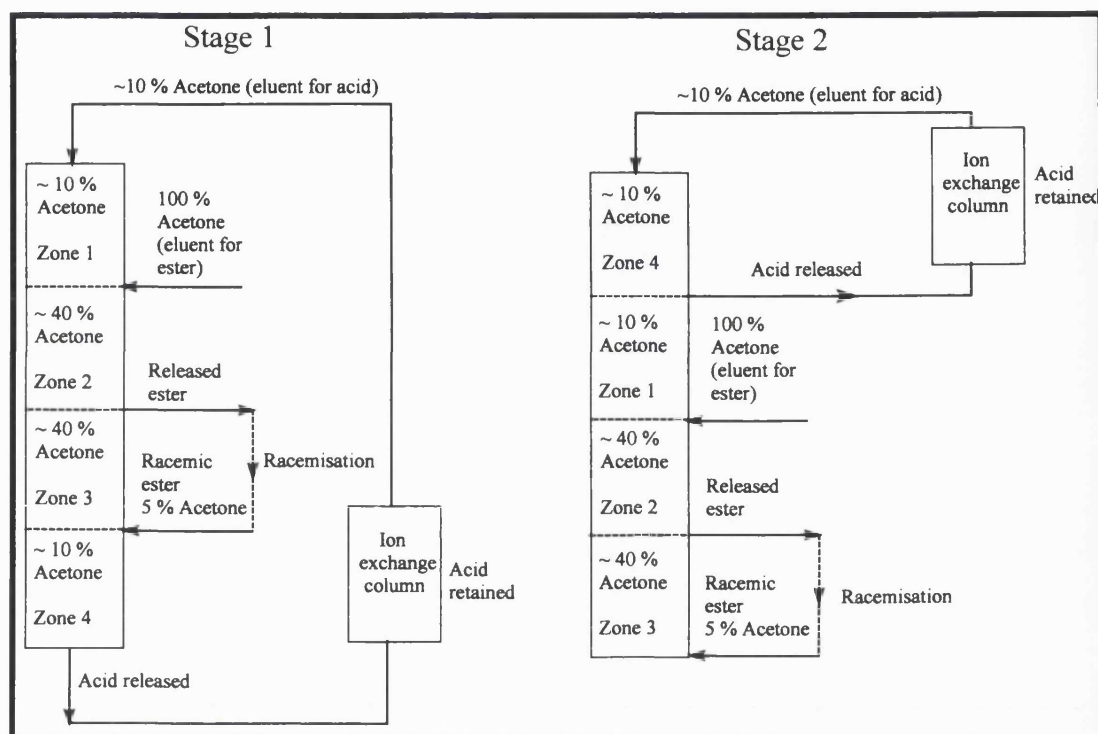 Stage 1
~10 % Acetone (eluent for acid)
~ 10 %
Acetone
Zone 1
100 %
Acetone
(eluent for
ester)
~ 40 %
Acetone
Zone 2
Released
ester
~ 40 %
Acetone
Zone 3
Racemic
ester
5 % Acetone
Racemisation
~ 10 %
Acetone
Zone 4
Ion
exchange
column
Acid
retained
Acid released
Stage 2
~10 % Acetone (eluent for acid)
~ 10 %
Acetone
Zone 4
Ion
exchange
column
Acid
retained
Acid released
~ 10 %
Acetone
Zone 1
100 %
Acetone
(eluent for
ester)
~ 40 %
Acetone
Zone 2
Released
ester
~ 40 %
Acetone
Zone 3
Racemic
ester
5 % Acetone
Racemisation